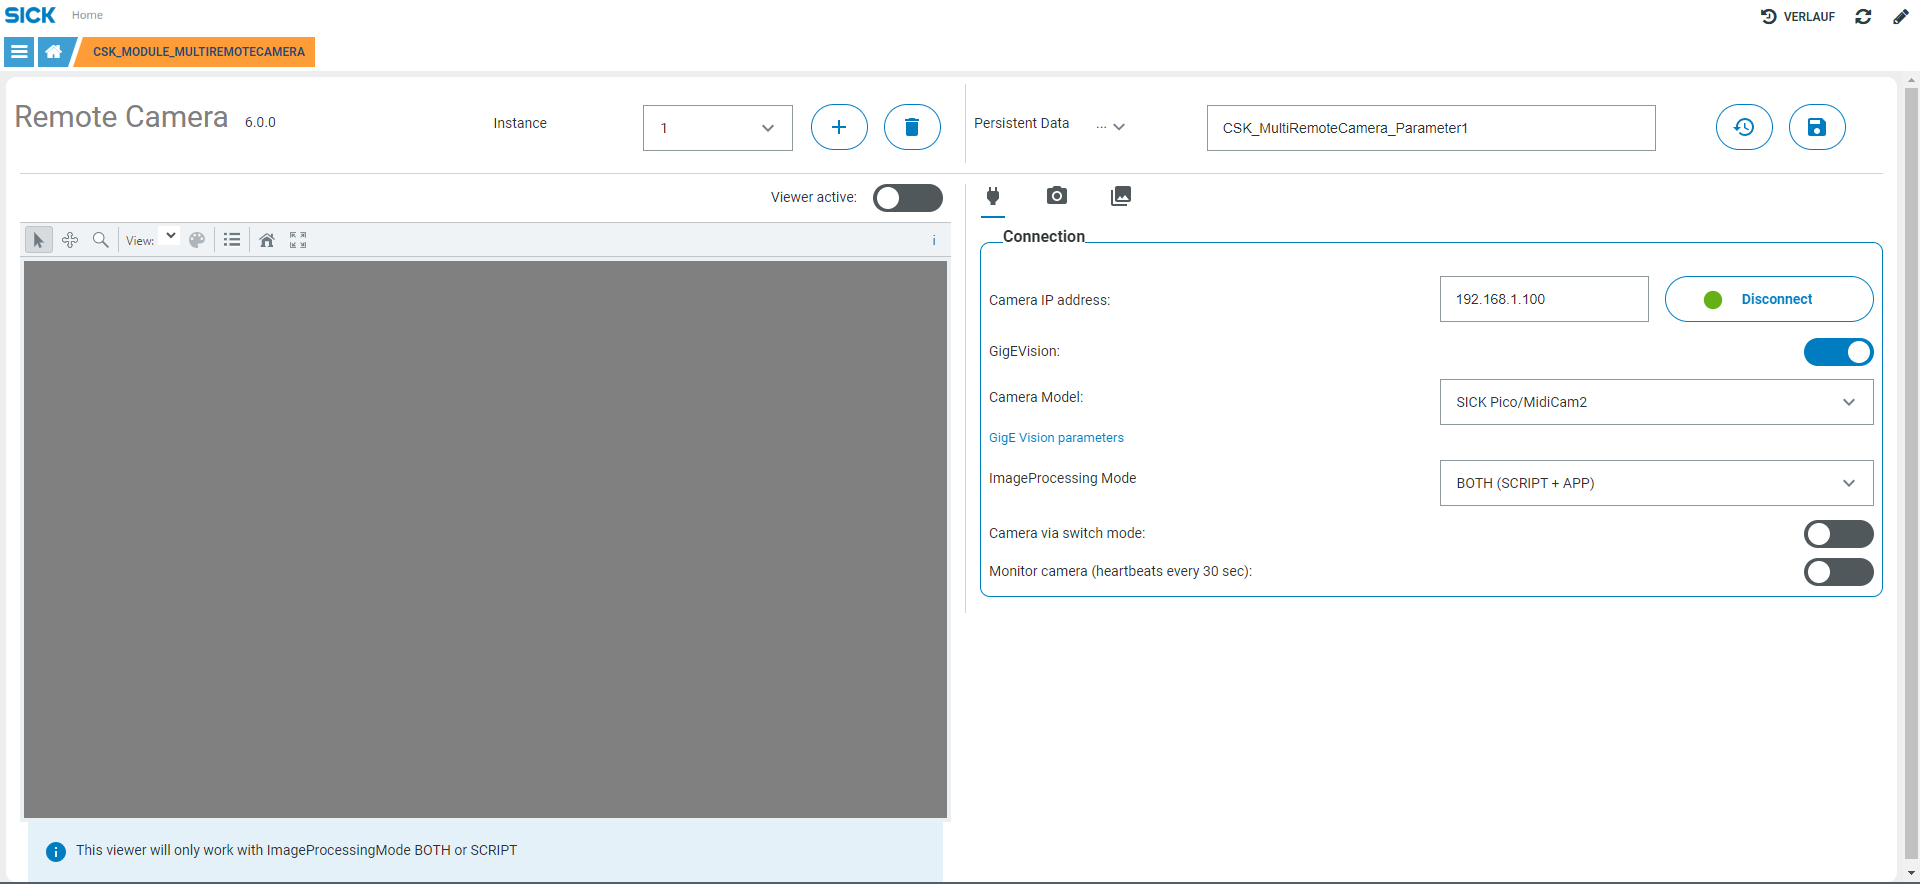 SICK Home
VERLAUF
CSK_MODULE_MULTIREMOTECAMERA
Remote Camera 6.0.0
Instance
1
Persistent Data
...
CSK_MultiRemoteCamera_Parameter1
Viewer active:
View:
i
This viewer will only work with ImageProcessingMode BOTH or SCRIPT
Connection
Camera IP address:
192.168.1.100
Disconnect
GigEVision:
Camera Model:
SICK Pico/MidiCam2
GigE Vision parameters
ImageProcessing Mode
BOTH (SCRIPT + APP)
Camera via switch mode:
Monitor camera (heartbeats every 30 sec):